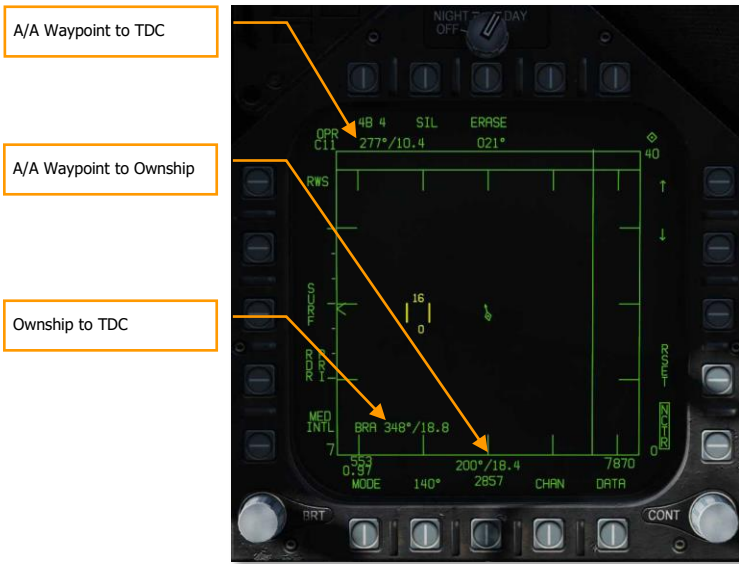 A/A Waypoint to TDC
A/A Waypoint to Ownship
Ownship to TDC
NIGHT DAY
OFF
4B 4 SIL ERASE
OPR
C11 277°/10.4 021°
40
RWS
16
0
SURF
RSET
MED
INTL BRA 348°/18.8
NCTR
7 0
553 200°/18.4 7870
0.97
MODE 140° 2857 CHAN DATA
BRT CONT